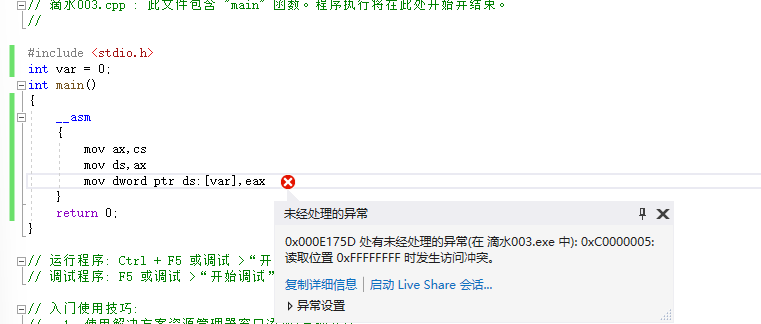 // 滴水003.cpp : 此文件包含 "main" 函数。程序执行将在此处开始并结束。
//
#include <stdio.h>
int var = 0;
int main()
{
__asm
{
mov ax,cs
mov ds,ax
mov dword ptr ds:[var],eax
}
return 0;
}
未经处理的异常
0x000E175D 处有未经处理的异常(在 滴水003.exe 中): 0xC0000005:
读取位置 0xFFFFFFFF 时发生访问冲突。
复制详细信息 | 启动 Live Share 会话...
异常设置
// 运行程序: Ctrl + F5 或调试 >“开
// 调试程序: F5 或调试 >“开始调试”
// 入门使用技巧: